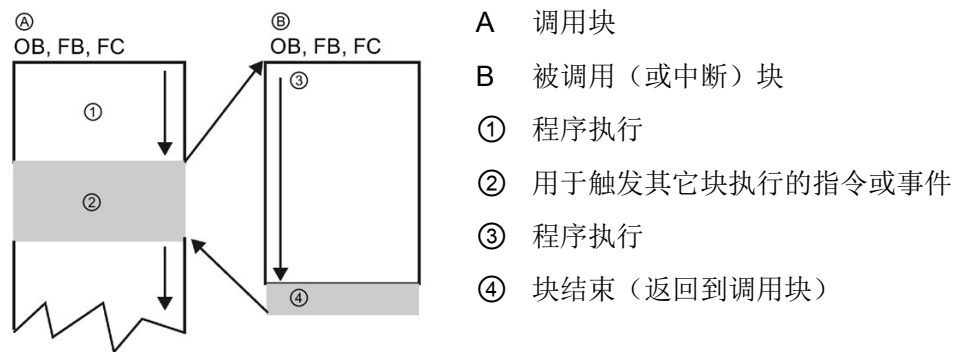 Ⓐ Ⓑ
OB, FB, FC OB, FB, FC
③
①
②
④
A 调用块
B 被调用（或中断）块
① 程序执行
② 用于触发其它块执行的指令或事件
③ 程序执行
④ 块结束（返回到调用块）